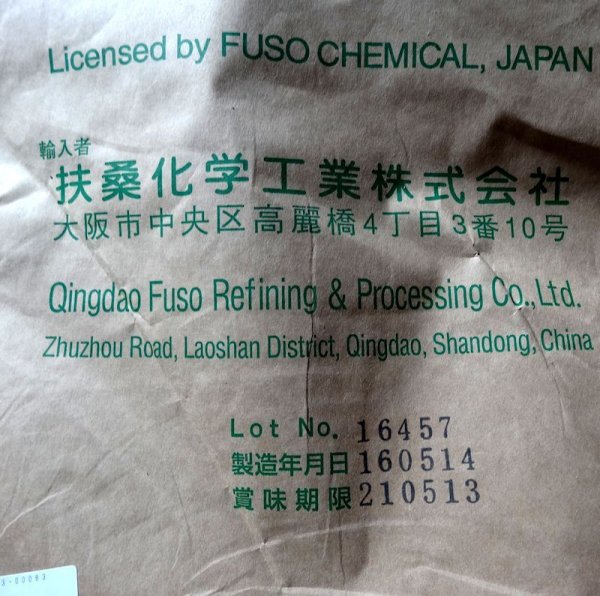 Licensed by FUSO CHEMICAL, JAPAN
輸入者
扶桑化学工業株式会社
大阪市中央区高麗橋4丁目3番10号
Qingdao Fuso Refining & Processing Co., Ltd.
Zhuzhou Road, Laoshan District, Qingdao, Shandong, China
Lot No. 16457
製造年月日 160514
賞味期限 210513